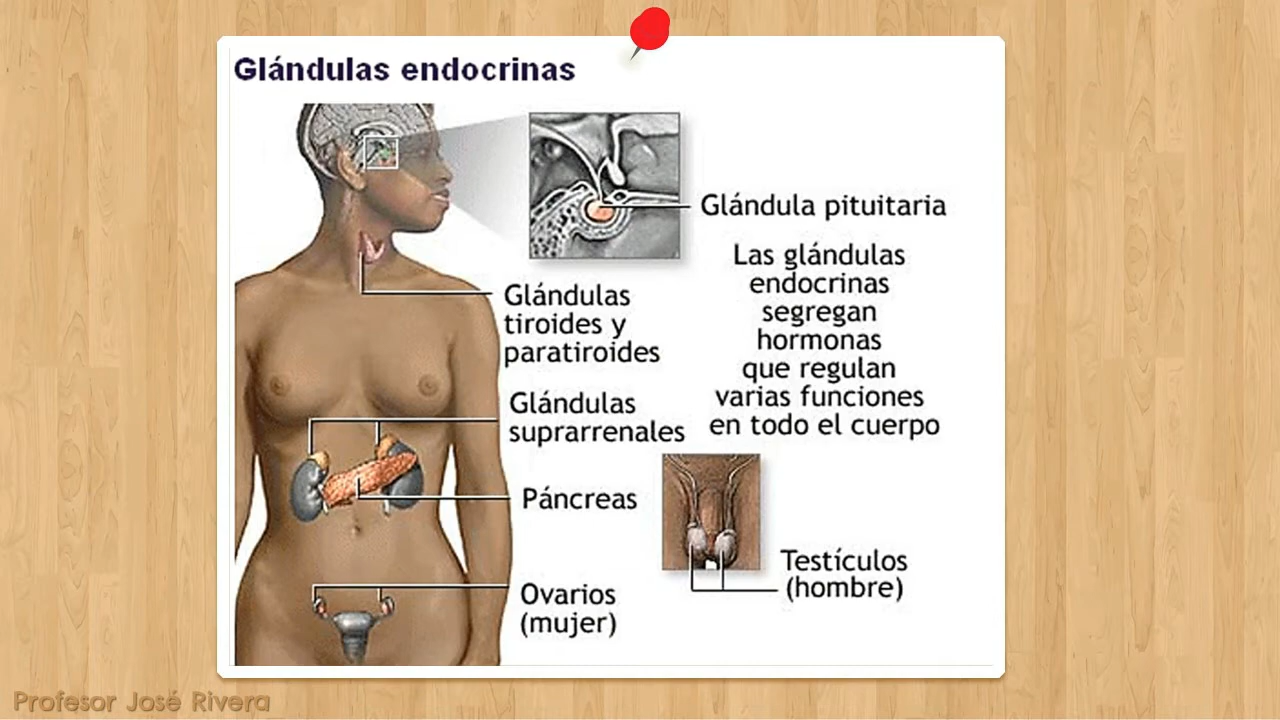 Glándulas endocrinas
Glándula pituitaria
Las glándulas
endocrinas
segregan
hormonas
que regulan
varias funciones
en todo el cuerpo
Glándulas
tiroides y
paratiroides
Glándulas
suprarrenales
Páncreas
Testículos
(hombre)
Ovarios
(mujer)
Profesor José Rivera